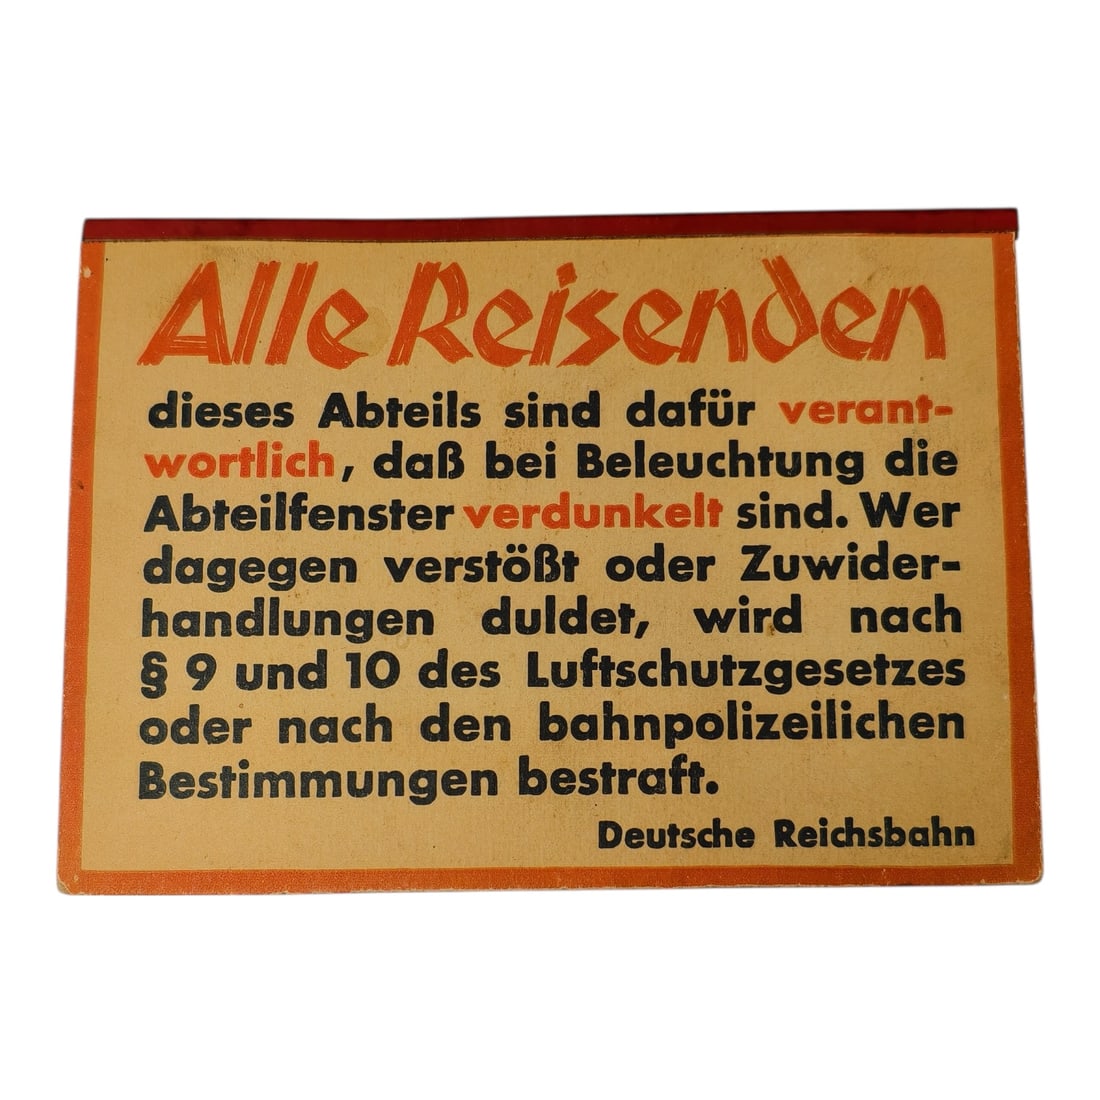 Alle Reisenden
dieses Abteils sind dafür verant-
wortlich, daß bei Beleuchtung die
Abteilfenster verdunkelt sind. Wer
dagegen verstößt oder Zuwider-
handlungen duldet, wird nach
§ 9 und 10 des Luftschutzgesetzes
oder nach den bahnpolizeilichen
Bestimmungen bestraft.
Deutsche Reichsbahn